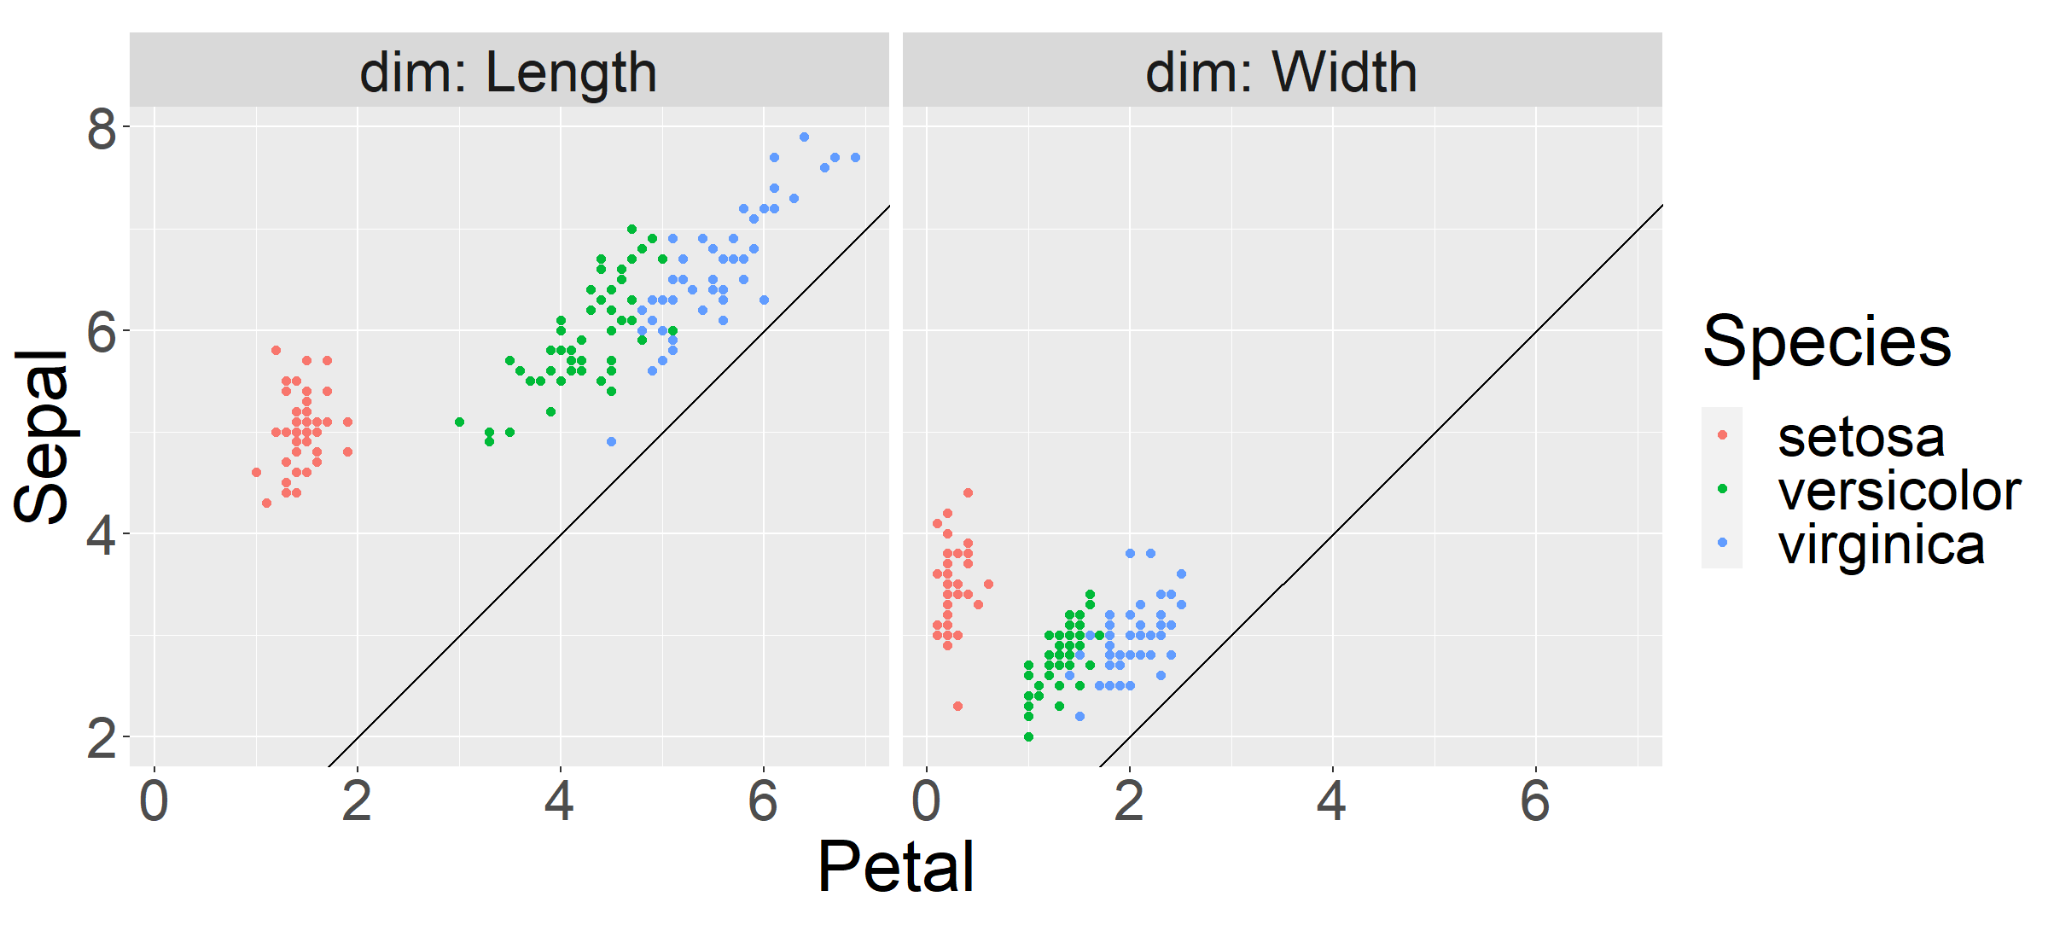 dim: Length
dim: Width
Sepal
8
6
4
2
0 2 4 6
0 2 4 6
Petal
Species
setosa
versicolor
virginica